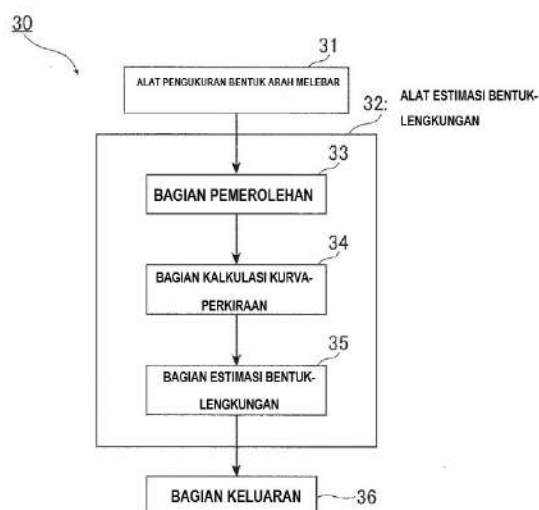 30
31
ALAT PENGUKURAN BENTUK ARAH MELEBAR
32:
ALAT ESTIMASI BENTUK-
LENGKUNGAN
33
BAGIAN PEMEROLEHAN
34
BAGIAN KALKULASI KURVA-
PERKIRAAN
35
BAGIAN ESTIMASI BENTUK-
LENGKUNGAN
BAGIAN KELUARAN
36